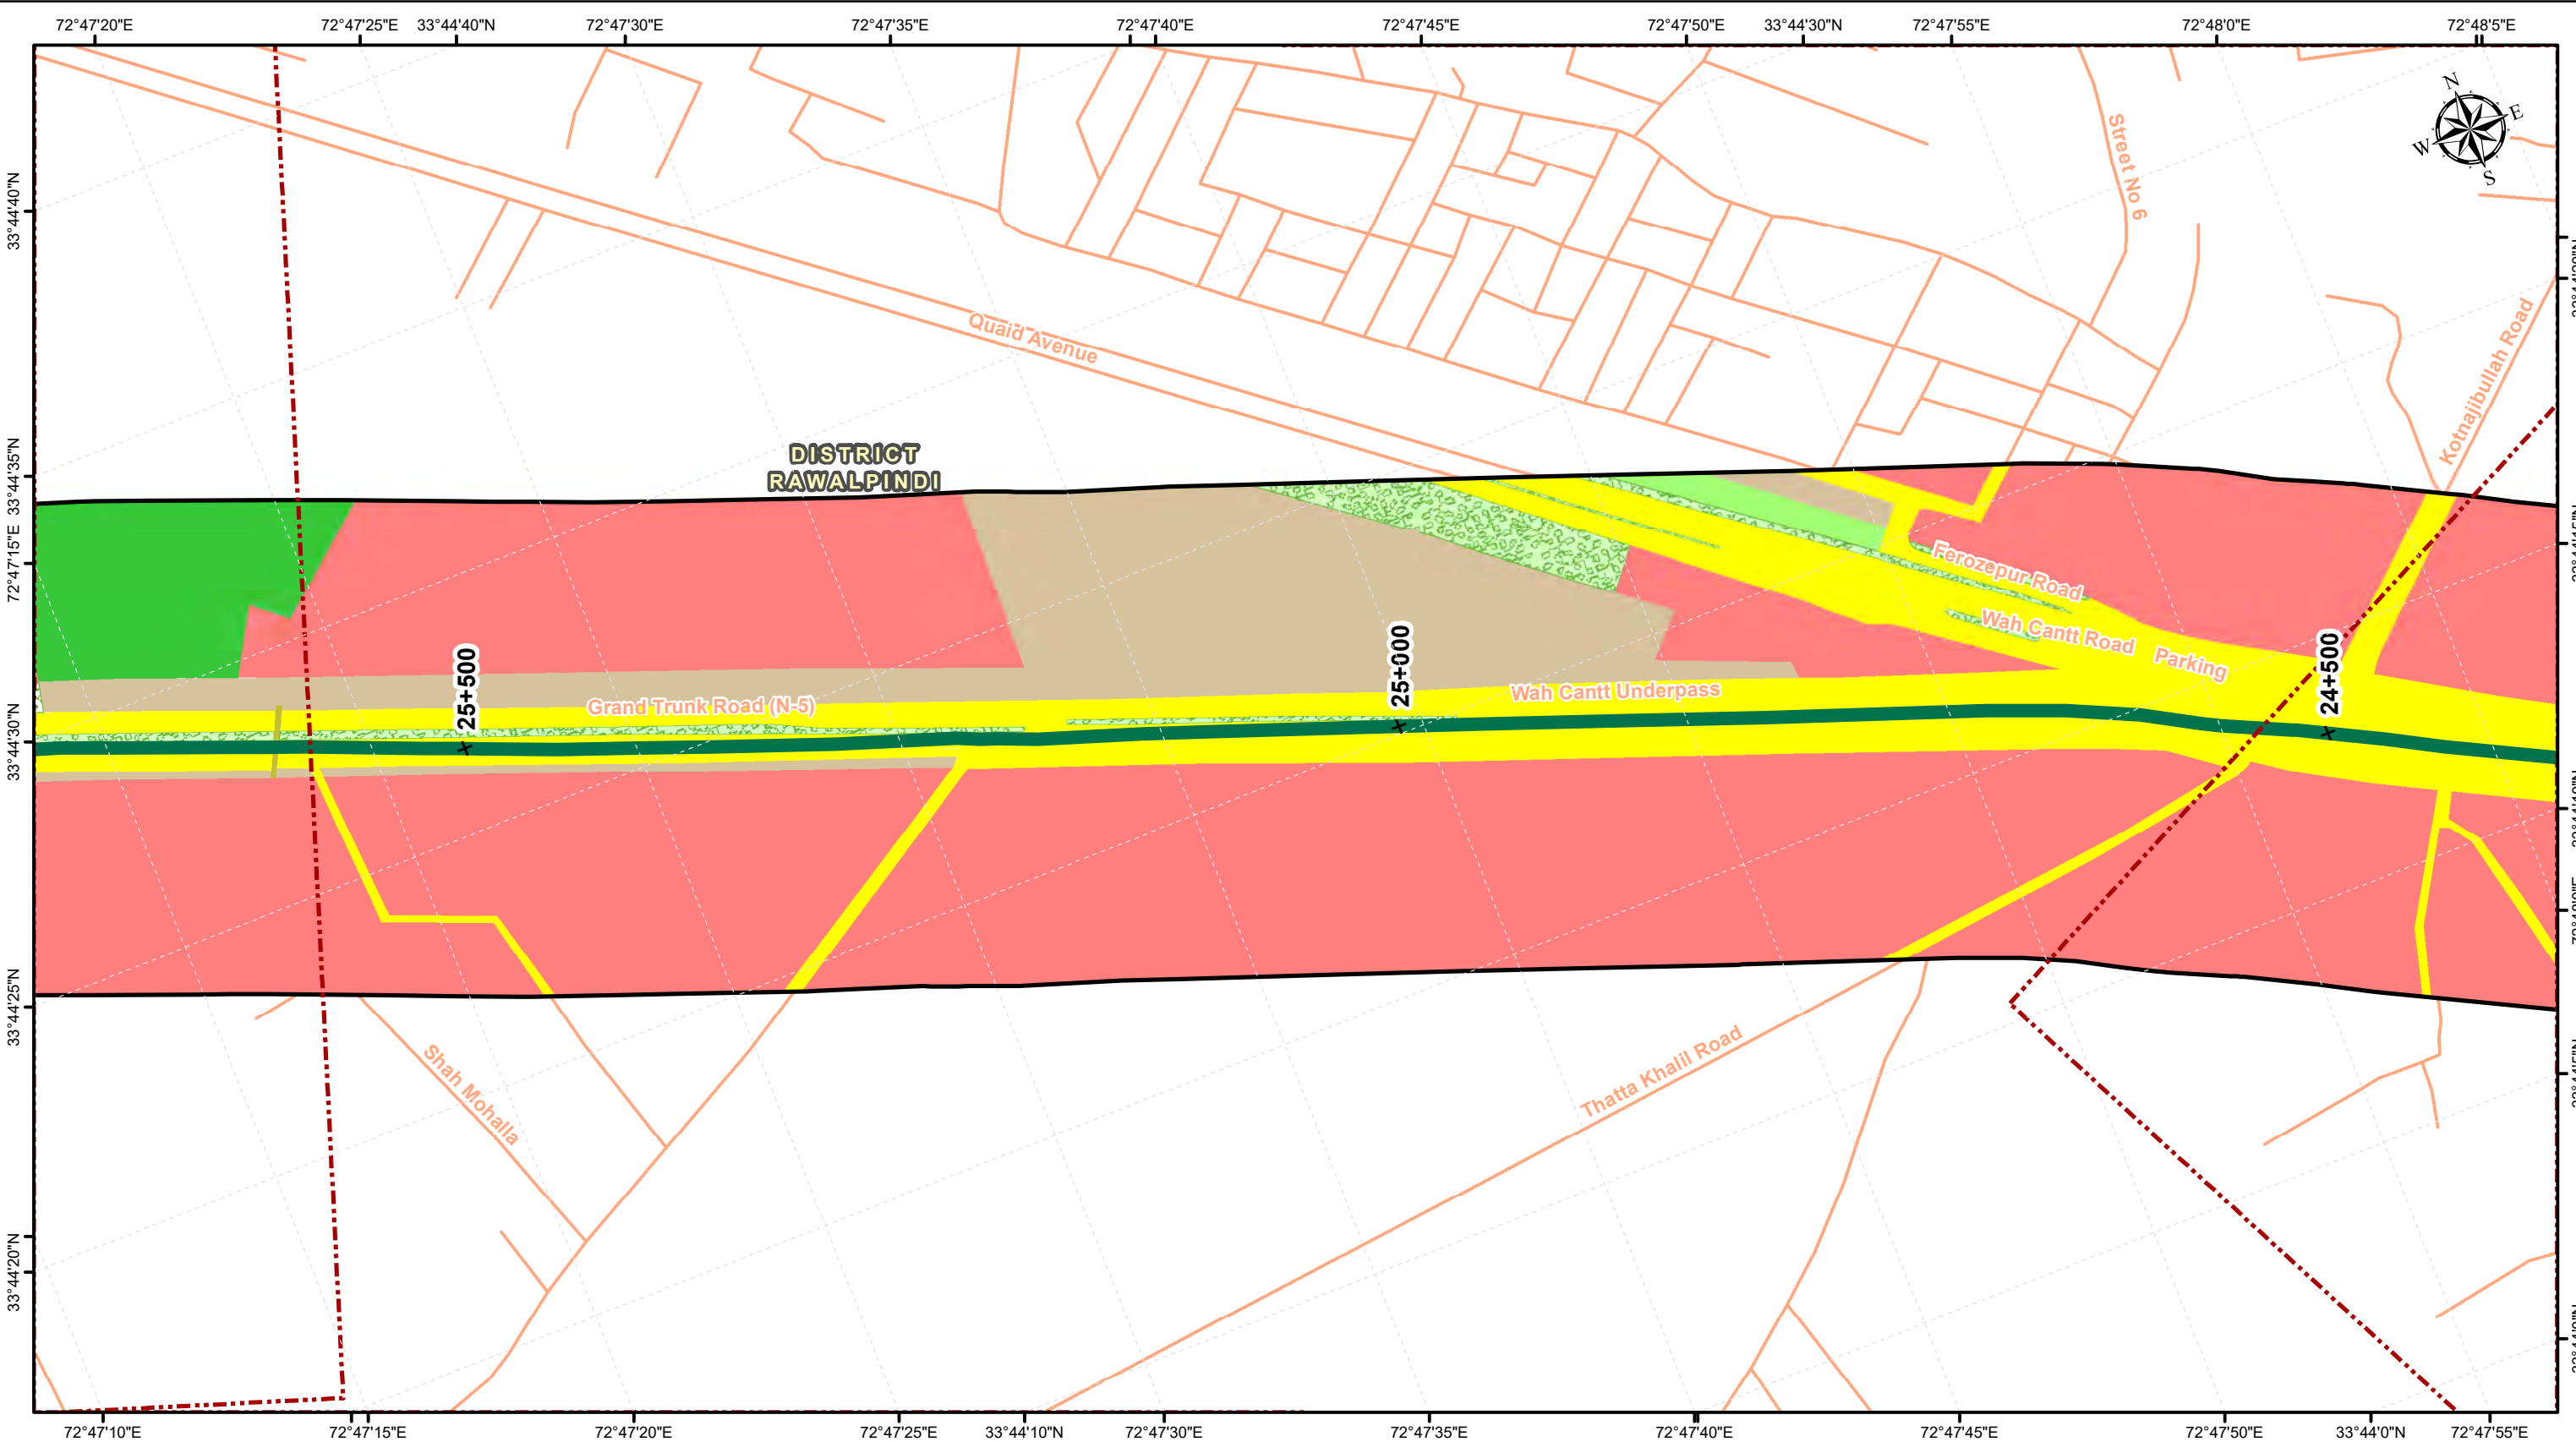 72°47'20"E
72°47'25"E
33°44'40"N
72°47'30"E
72°47'35"E
72°47'40"E
72°47'45"E
72°47'50"E
33°44'30"N
72°47'55"E
72°48'0"E
72°48'5"E
N
E
W
S
Street No 6
33°44'40"N
Quaid Avenue
Kotnajibullah Road
DISTRICT
RAWALPINDI
33°44'35"N
72°47'15"E
Ferozepur Road
Wah Cantt Road
Parking
25+500
25+000
24+500
Grand Trunk Road (N-5)
Wah Cantt Underpass
33°44'30"N
33°44'25"N
Shah Mohalla
Thatta Khalil Road
33°44'20"N
72°47'10"E
72°47'15"E
72°47'20"E
72°47'25"E
33°44'10"N
72°47'30"E
72°47'35"E
72°47'40"E
72°47'45"E
72°47'50"E
33°44'0"N
72°47'55"E